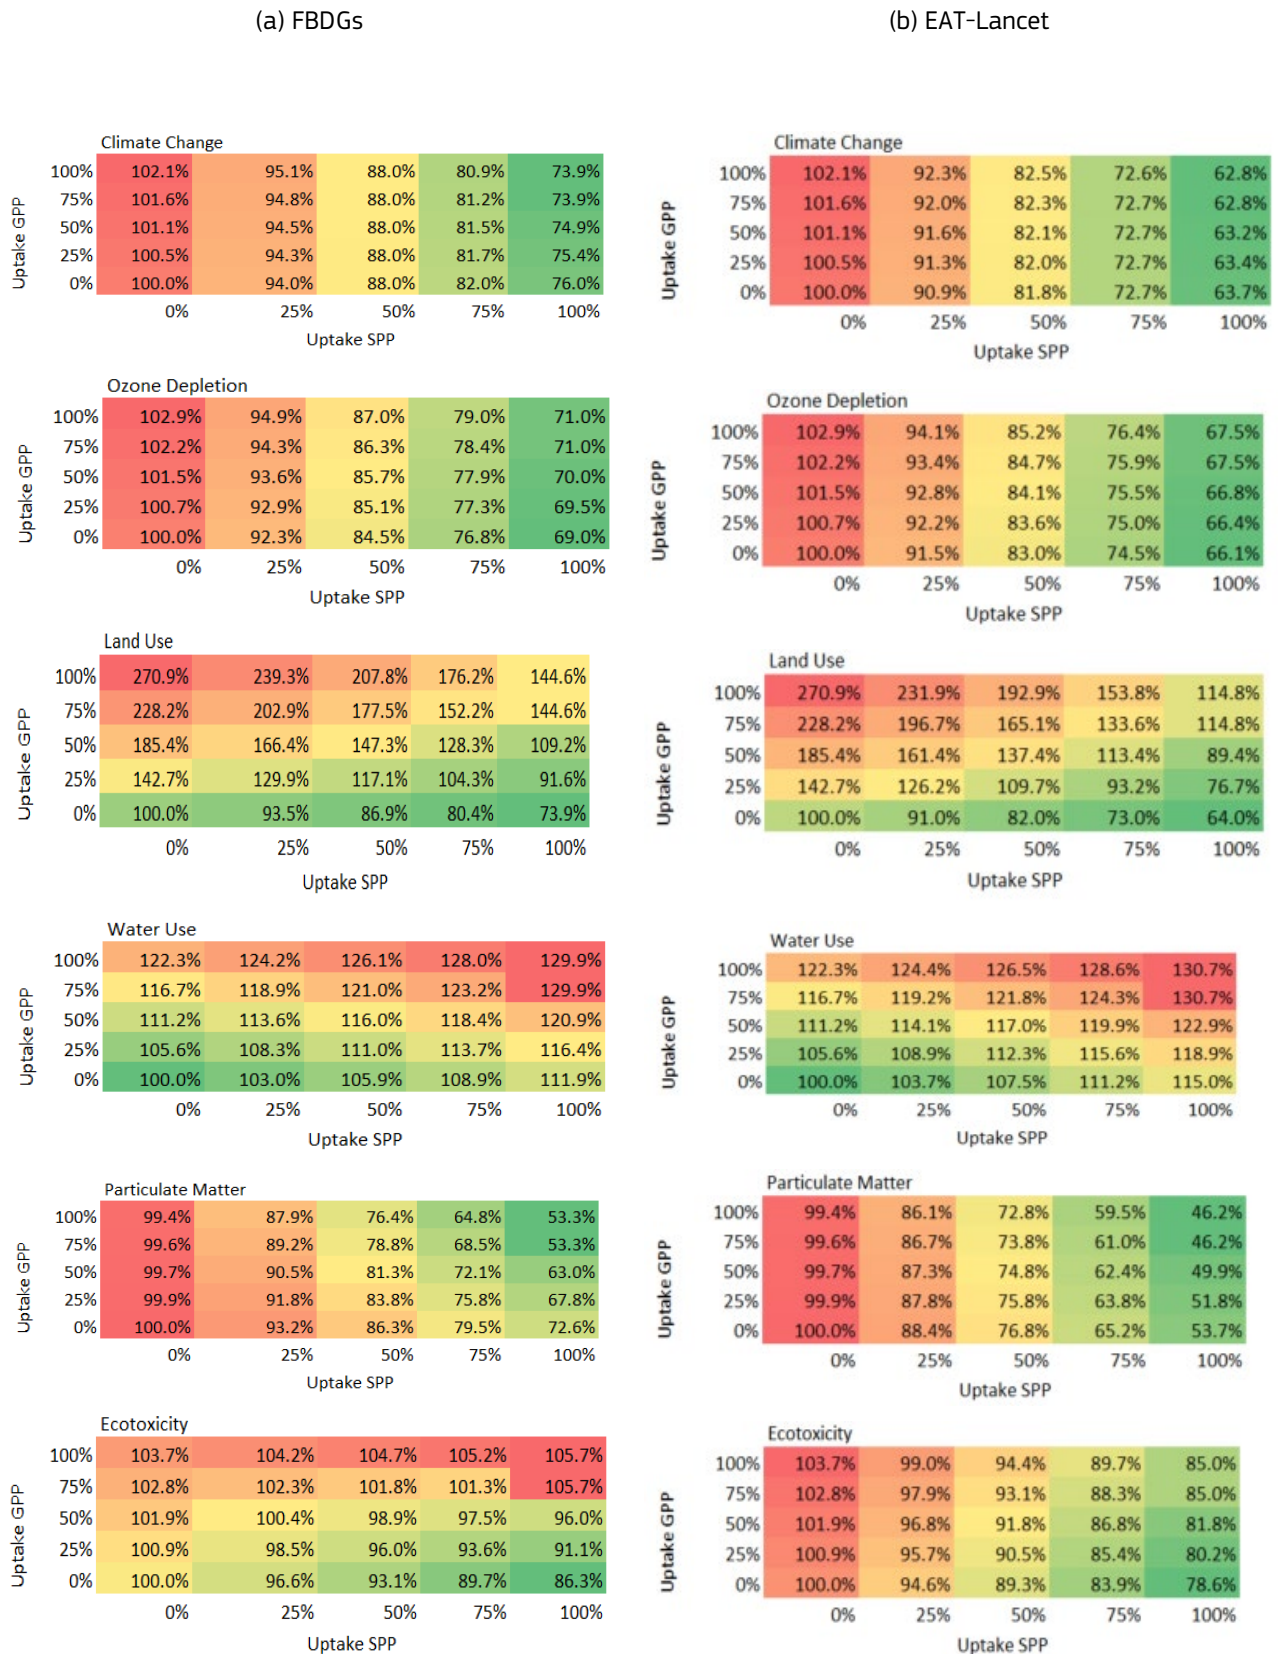 (a) FBDGs
Climate Change
Uptake GPP
100% 102.1% 95.1% 88.0% 80.9% 73.9%
75% 101.6% 94.8% 88.0% 81.2% 73.9%
50% 101.1% 94.5% 88.0% 81.5% 74.9%
25% 100.5% 94.3% 88.0% 81.7% 75.4%
0% 100.0% 94.0% 88.0% 82.0% 76.0%
0% 25% 50% 75% 100%
Uptake SPP
Ozone Depletion
Uptake GPP
100% 102.9% 94.9% 87.0% 79.0% 71.0%
75% 102.2% 94.3% 86.3% 78.4% 71.0%
50% 101.5% 93.6% 85.7% 77.9% 70.0%
25% 100.7% 92.9% 85.1% 77.3% 69.5%
0% 100.0% 92.3% 84.5% 76.8% 69.0%
0% 25% 50% 75% 100%
Uptake SPP
Land Use
Uptake GPP
100% 270.9% 239.3% 207.8% 176.2% 144.6%
75% 228.2% 202.9% 177.5% 152.2% 144.6%
50% 185.4% 166.4% 147.3% 128.3% 109.2%
25% 142.7% 129.9% 117.1% 104.3% 91.6%
0% 100.0% 93.5% 86.9% 80.4% 73.9%
0% 25% 50% 75% 100%
Uptake SPP
Water Use
Uptake GPP
100% 122.3% 124.2% 126.1% 128.0% 129.9%
75% 116.7% 118.9% 121.0% 123.2% 129.9%
50% 111.2% 113.6% 116.0% 118.4% 120.9%
25% 105.6% 108.3% 111.0% 113.7% 116.4%
0% 100.0% 103.0% 105.9% 108.9% 111.9%
0% 25% 50% 75% 100%
Uptake SPP
Particulate Matter
Uptake GPP
100% 99.4% 87.9% 76.4% 64.8% 53.3%
75% 99.6% 89.2% 78.8% 68.5% 53.3%
50% 99.7% 90.5% 81.3% 72.1% 63.0%
25% 99.9% 91.8% 83.8% 75.8% 67.8%
0% 100.0% 93.2% 86.3% 79.5% 72.6%
0% 25% 50% 75% 100%
Uptake SPP
Ecotoxicity
Uptake GPP
100% 103.7% 104.2% 104.7% 105.2% 105.7%
75% 102.8% 102.3% 101.8% 101.3% 105.7%
50% 101.9% 100.4% 98.9% 97.5% 96.0%
25% 100.9% 98.5% 96.0% 93.6% 91.1%
0% 100.0% 96.6% 93.1% 89.7% 86.3%
0% 25% 50% 75% 100%
Uptake SPP
(b) EAT-Lancet
Climate Change
Uptake GPP
100% 102.1% 92.3% 82.5% 72.6% 62.8%
75% 101.6% 92.0% 82.3% 72.7% 62.8%
50% 101.1% 91.6% 82.1% 72.7% 63.2%
25% 100.5% 91.3% 82.0% 72.7% 63.4%
0% 100.0% 90.9% 81.8% 72.7% 63.7%
0% 25% 50% 75% 100%
Uptake SPP
Ozone Depletion
Uptake GPP
100% 102.9% 94.1% 85.2% 76.4% 67.5%
75% 102.2% 93.4% 84.7% 75.9% 67.5%
50% 101.5% 92.8% 84.1% 75.5% 66.8%
25% 100.7% 92.2% 83.6% 75.0% 66.4%
0% 100.0% 91.5% 83.0% 74.5% 66.1%
0% 25% 50% 75% 100%
Uptake SPP
Land Use
Uptake GPP
100% 270.9% 231.9% 192.9% 153.8% 114.8%
75% 228.2% 196.7% 165.1% 133.6% 114.8%
50% 185.4% 161.4% 137.4% 113.4% 89.4%
25% 142.7% 126.2% 109.7% 93.2% 76.7%
0% 100.0% 91.0% 82.0% 73.0% 64.0%
0% 25% 50% 75% 100%
Uptake SPP
Water Use
Uptake GPP
100% 122.3% 124.4% 126.5% 128.6% 130.7%
75% 116.7% 119.2% 121.8% 124.3% 130.7%
50% 111.2% 114.1% 117.0% 119.9% 122.9%
25% 105.6% 108.9% 112.3% 115.6% 118.9%
0% 100.0% 103.7% 107.5% 111.2% 115.0%
0% 25% 50% 75% 100%
Uptake SPP
Particulate Matter
Uptake GPP
100% 99.4% 86.1% 72.8% 59.5% 46.2%
75% 99.6% 86.7% 73.8% 61.0% 46.2%
50% 99.7% 87.3% 74.8% 62.4% 49.9%
25% 99.9% 87.8% 75.8% 63.8% 51.8%
0% 100.0% 88.4% 76.8% 65.2% 53.7%
0% 25% 50% 75% 100%
Uptake SPP
Ecotoxicity
Uptake GPP
100% 103.7% 99.0% 94.4% 89.7% 85.0%
75% 102.8% 97.9% 93.1% 88.3% 85.0%
50% 101.9% 96.8% 91.8% 86.8% 81.8%
25% 100.9% 95.7% 90.5% 85.4% 80.2%
0% 100.0% 94.6% 89.3% 83.9% 78.6%
0% 25% 50% 75% 100%
Uptake SPP